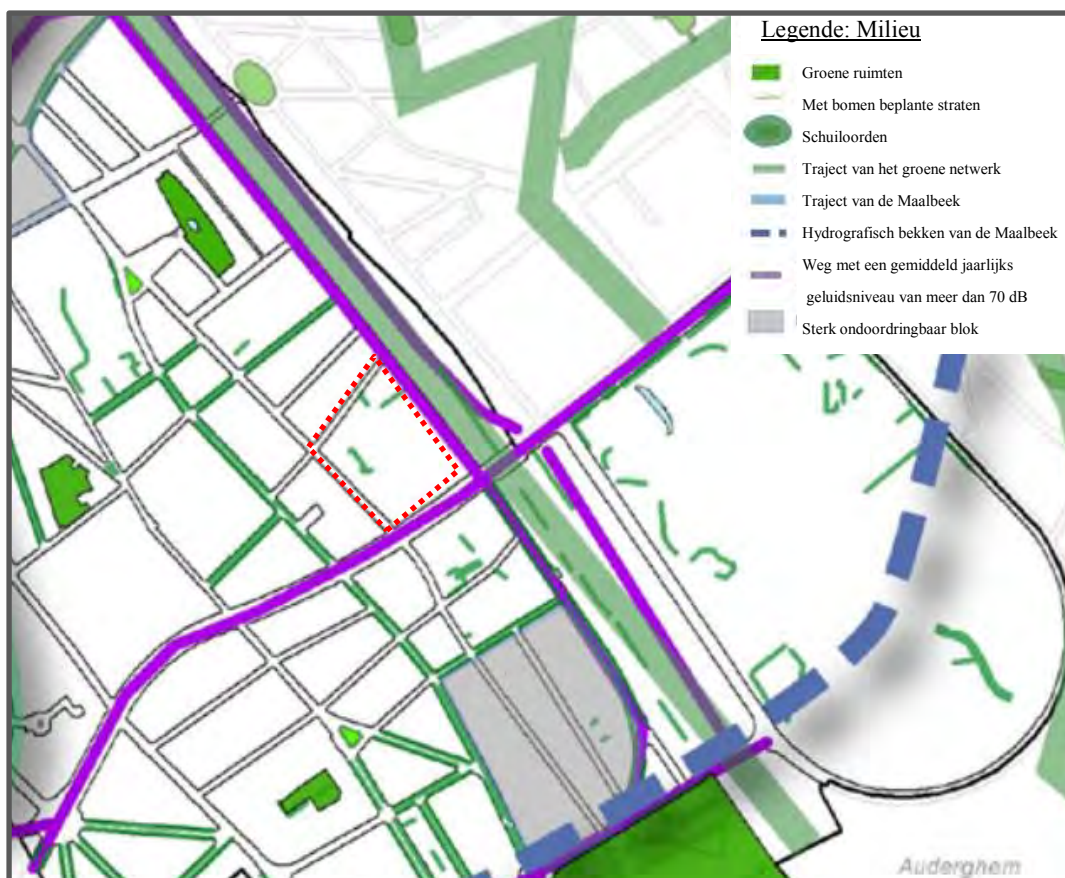 Legende: Milieu
Groene ruimten
Met bomen beplante straten
Schuiloorden
Traject van het groene netwerk
Traject van de Maalbeek
Hydrografisch bekken van de Maalbeek
Weg met een gemiddeld jaarlijks
geluidsniveau van meer dan 70 dB
Sterk ondoordringbaar blok
Auderghem